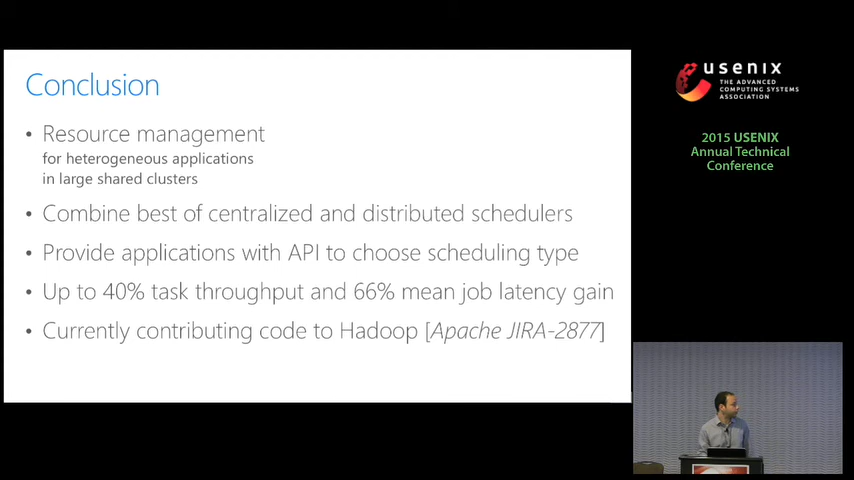 Conclusion
• Resource management
for heterogeneous applications
in large shared clusters
• Combine best of centralized and distributed schedulers
• Provide applications with API to choose scheduling type
• Up to 40% task throughput and 66% mean job latency gain
• Currently contributing code to Hadoop [Apache JIRA-2877]
usenix
THE ADVANCED
COMPUTING SYSTEMS
ASSOCIATION
2015 USENIX
Annual Technical
Conference